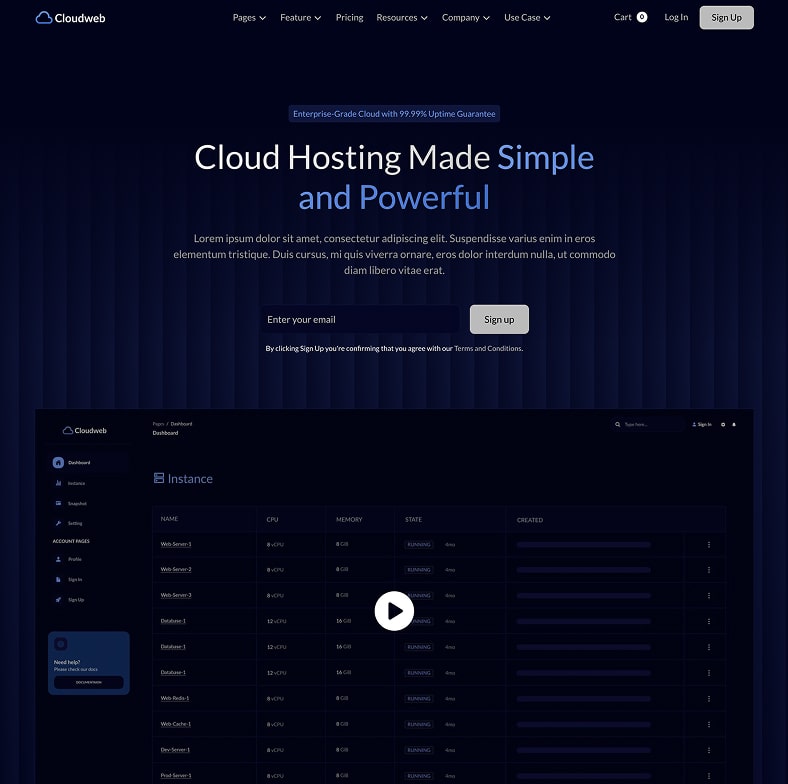 Cloudweb
Pages Feature Pricing Resources Company Use Case Cart 0 Log In Sign Up
Enterprise-Grade Cloud with 99.99% Uptime Guarantee
Cloud Hosting Made Simple
and Powerful
Lorem ipsum dolor sit amet, consectetur adipiscing elit. Suspendisse varius enim in eros
elementum tristique. Duis cursus, mi quis viverra ornare, eros dolor interdum nulla, ut commodo
diam libero vitae erat.
Enter your email Sign up
By clicking Sign Up you're confirming that you agree with our Terms and Conditions.
Cloudweb
Dashboard
Instance
Snapshot
Setting
ACCOUNT PAGES
Profile
Sign In
Sign Up
Need help?
Please check our docs
DOCUMENTATION
Pages / Dashboard
Dashboard
Type here...
Sign In
Instance
NAME CPU MEMORY STATE CREATED
Web-Server-1 8 vCPU 8 GiB RUNNING 4mo
Web-Server-2 8 vCPU 8 GiB RUNNING 4mo
Web-Server-3 8 vCPU 8 GiB RUNNING 4mo
Database-1 12 vCPU 16 GiB RUNNING 4mo
Database-1 12 vCPU 16 GiB RUNNING 4mo
Database-1 12 vCPU 16 GiB RUNNING 4mo
Web-Redis-1 8 vCPU 8 GiB RUNNING 4mo
Web-Cache-1 8 vCPU 8 GiB RUNNING 4mo
Dev-Server-1 8 vCPU 8 GiB RUNNING 4mo
Prod-Server-1 8 vCPU 8 GiB RUNNING 4mo